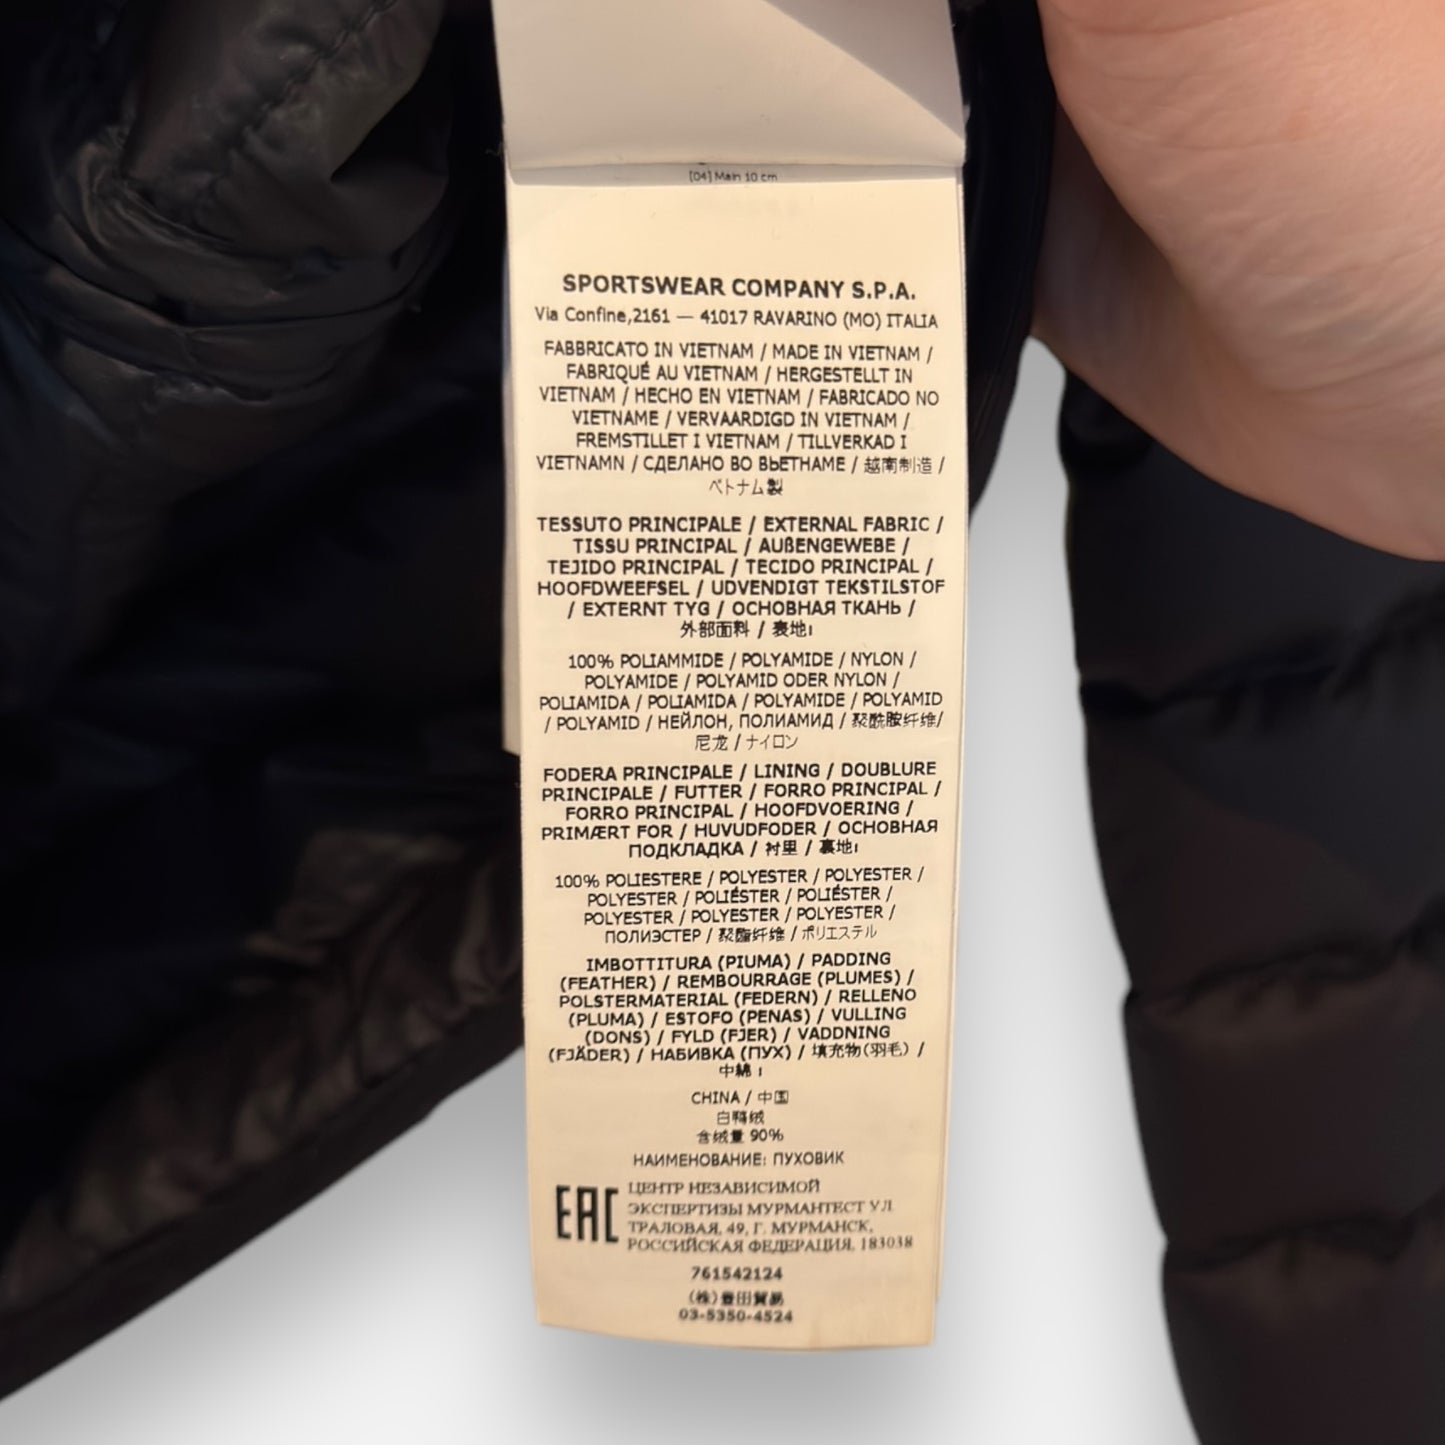 [04] Main 10 cm
SPORTSWEAR COMPANY S.P.A.
Via Confine,2161 — 41017 RAVARINO (MO) ITALIA
FABBRICATO IN VIETNAM / MADE IN VIETNAM /
FABRIQUÉ AU VIETNAM / HERGESTELLT IN
VIETNAM / HECHO EN VIETNAM / FABRICADO NO
VIETNAME / VERVAARDIGD IN VIETNAM /
FREMSTILLET I VIETNAM / TILLVERKAD I
VIETNAMN / СДЕЛАНО ВО ВЬЕТНАМЕ / 越南制造 /
ベトナム製
TESSUTO PRINCIPALE / EXTERNAL FABRIC /
TISSU PRINCIPAL / AUßENGEWEBE /
TEJIDO PRINCIPAL / TECIDO PRINCIPAL /
HOOFDWEEFSEL / UDVENDIGT TEKSTILSTOF
/ EXTERNT TYG / ОСНОВНАЯ ТКАНЬ /
外部面料 / 表地:
100% POLIAMMIDE / POLYAMIDE / NYLON /
POLYAMIDE / POLYAMID ODER NYLON /
POLIAMIDA / POLIAMIDA / POLYAMIDE / POLYAMID
/ POLYAMID / НЕЙЛОН, ПОЛИАМИД / 聚酰胺纤维/
尼龙 / ナイロン
FODERA PRINCIPALE / LINING / DOUBLURE
PRINCIPALE / FUTTER / FORRO PRINCIPAL /
FORRO PRINCIPAL / HOOFDVOERING /
PRIMÆRT FOR / HUVUDFODER / ОСНОВНАЯ
ПОДКЛАДКА / 衬里 / 裏地:
100% POLIESTERE / POLYESTER / POLYESTER /
POLYESTER / POLIÉSTER / POLIÉSTER /
POLYESTER / POLYESTER / POLYESTER /
ПОЛИЭСТЕР / 聚酯纤维 / ポリエステル
IMBOTTITURA (PIUMA) / PADDING
(FEATHER) / REMBOURRAGE (PLUMES) /
POLSTERMATERIAL (FEDERN) / RELLENO
(PLUMA) / ESTOFO (PENAS) / VULLING
(DONS) / FYLD (FJER) / VADDNING
(FJÄDER) / НАБИВКА (ПУХ) / 填充物(羽毛) /
中綿:
CHINA / 中国
白鸭绒
含绒量 90%
НАИМЕНОВАНИЕ: ПУХОВИК
EAC
ЦЕНТР НЕЗАВИСИМОЙ
ЭКСПЕРТИЗЫ МУРМАНТЕСТ УЛ.
ТРАЛОВАЯ, 49, Г. МУРМАНСК,
РОССИЙСКАЯ ФЕДЕРАЦИЯ, 183038
761542124
(株)豊田貿易
03-5350-4524